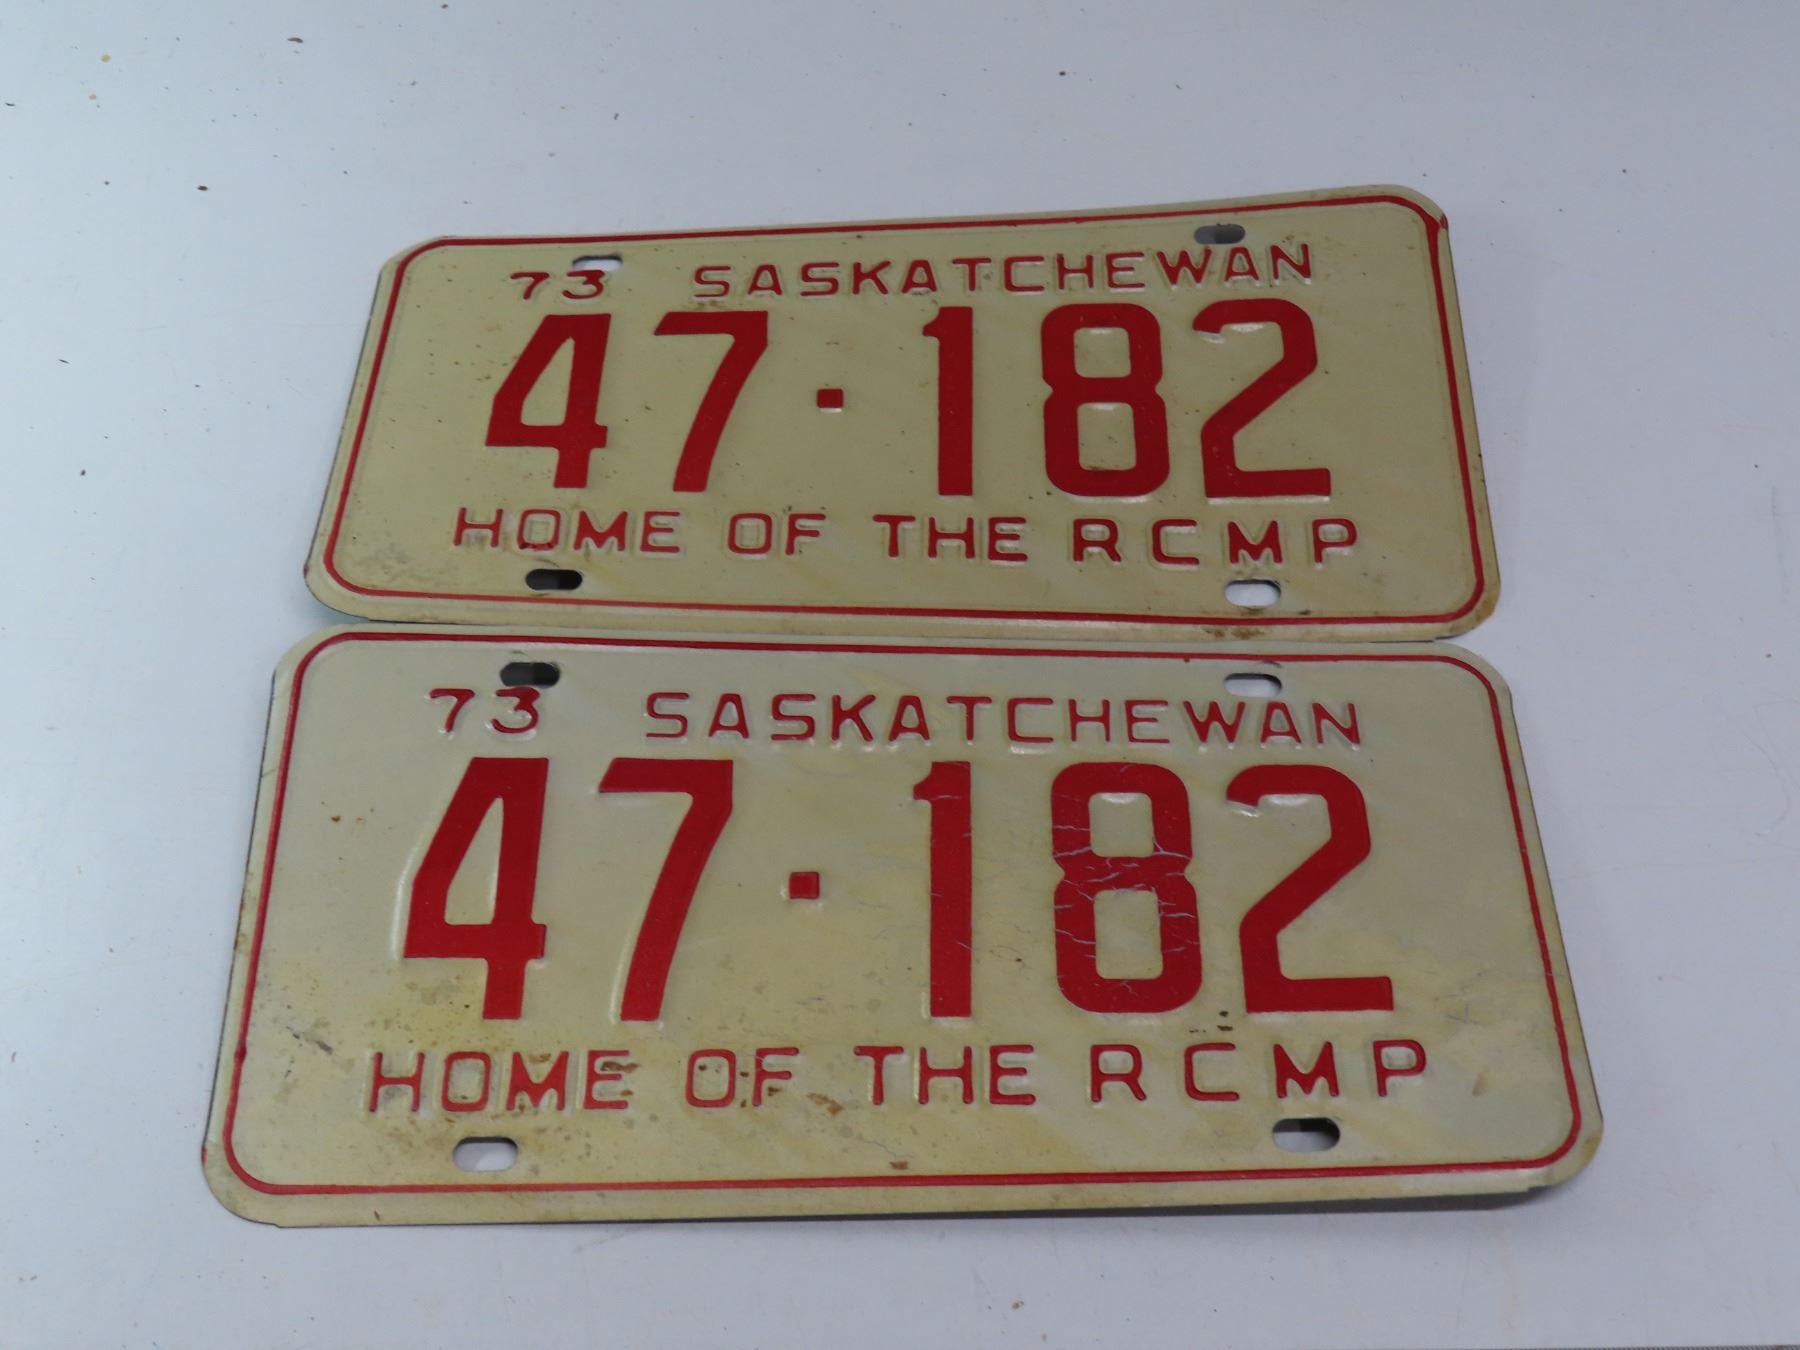 73 SASKATCHEWAN
47·182
HOME OF THE RCMP
73 SASKATCHEWAN
47·182
HOME OF THE RCMP